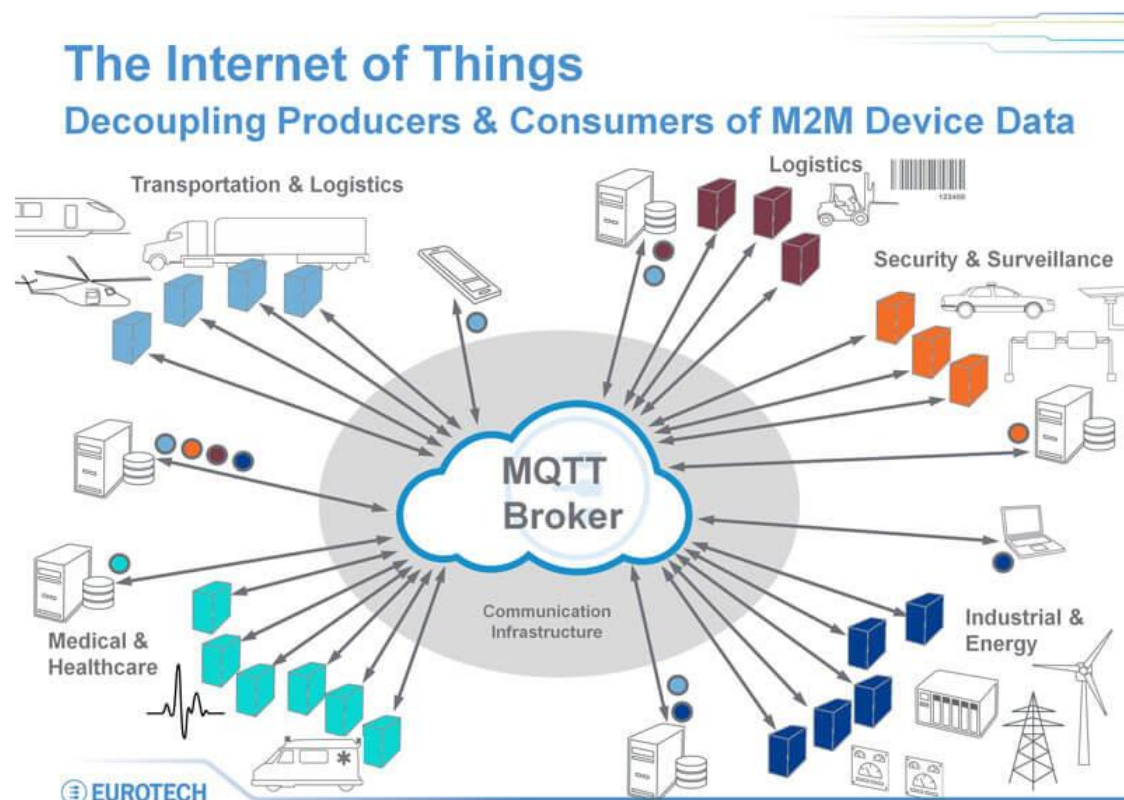 The Internet of Things
Decoupling Producers & Consumers of M2M Device Data
Transportation & Logistics
Logistics
123456
Security & Surveillance
MQTT
Broker
Communication
Infrastructure
Medical &
Healthcare
Industrial &
Energy
EUROTECH